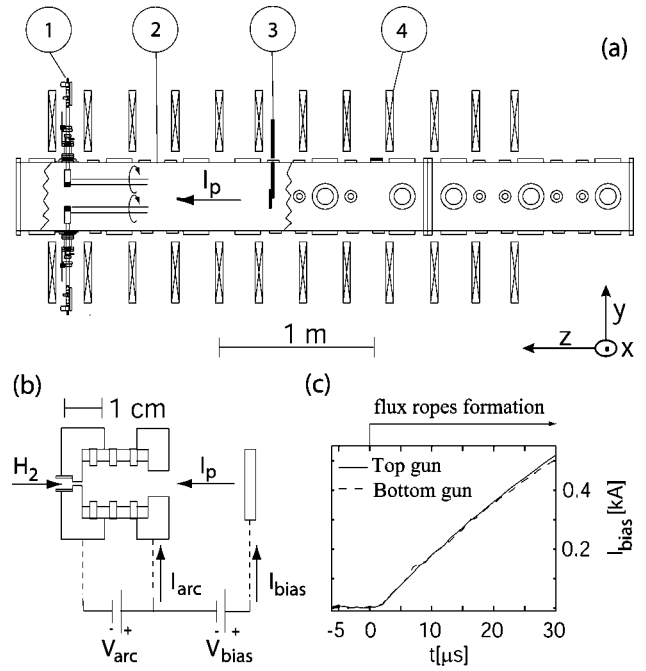 1 2 3 4
(a)
I_p
1 m
y
z
x
(b)
1 cm
H_2
I_p
I_arc
I_bias
- +
- +
V_arc
V_bias
(c)
flux ropes formation
Top gun
Bottom gun
0.4
0.2
I_bias [kA]
-5 0 10 20 30
t[μs]